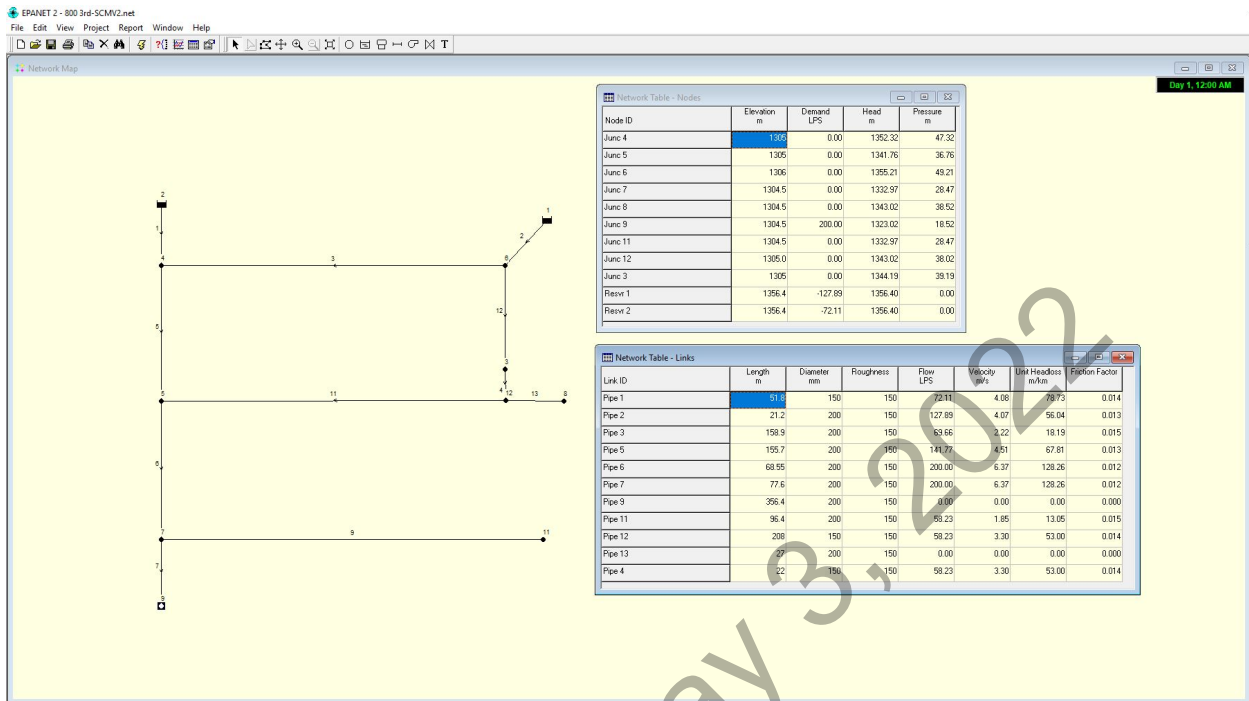 EPANET 2 - 800 3rd-SCMV2.net
File Edit View Project Report Window Help
Network Map
Day 1, 12:00 AM
Network Table - Nodes
Node ID Elevation m Demand LPS Head m Pressure m
Junc 4 1305 0.00 1352.32 47.32
Junc 5 1305 0.00 1341.76 36.76
Junc 6 1306 0.00 1355.21 49.21
Junc 7 1304.5 0.00 1332.97 28.47
Junc 8 1304.5 0.00 1343.02 38.52
Junc 9 1304.5 200.00 1323.02 18.52
Junc 11 1304.5 0.00 1332.97 28.47
Junc 12 1305.0 0.00 1343.02 38.02
Junc 3 1305 0.00 1344.19 39.19
Resvr 1 1356.4 -127.89 1356.40 0.00
Resvr 2 1356.4 -72.11 1356.40 0.00
Network Table - Links
Link ID Length m Diameter mm Roughness Flow LPS Velocity m/s Unit Headloss m/km Friction Factor
Pipe 1 51.8 150 150 72.11 4.08 78.73 0.014
Pipe 2 21.2 200 150 127.89 4.07 56.04 0.013
Pipe 3 158.9 200 150 69.66 2.22 18.19 0.015
Pipe 5 155.7 200 150 141.77 4.51 67.81 0.013
Pipe 6 68.55 200 150 200.00 6.37 128.26 0.012
Pipe 7 77.6 200 150 200.00 6.37 128.26 0.012
Pipe 9 356.4 200 150 0.00 0.00 0.00 0.000
Pipe 11 96.4 200 150 58.23 1.85 13.05 0.015
Pipe 12 208 150 150 58.23 3.30 53.00 0.014
Pipe 13 27 200 150 0.00 0.00 0.00 0.000
Pipe 4 22 150 150 58.23 3.30 53.00 0.014
2
1
1
2
4
3
6
5
12
3
4
5
11
12
13
8
6
7
9
11
7
9
ay 3, 2022